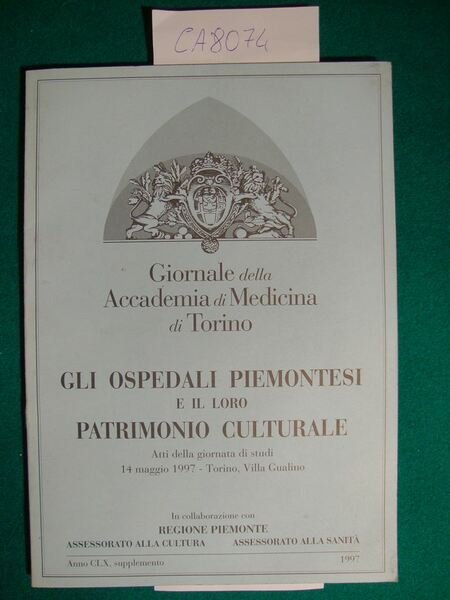 CA8074
Giornale della
Accademia di Medicina
di Torino
GLI OSPEDALI PIEMONTESI
E IL LORO
PATRIMONIO CULTURALE
Atti della giornata di studi
14 maggio 1997 - Torino, Villa Gualino
In collaborazione con
REGIONE PIEMONTE
ASSESSORATO ALLA CULTURA ASSESSORATO ALLA SANITÀ
Anno CLX, supplemento 1997